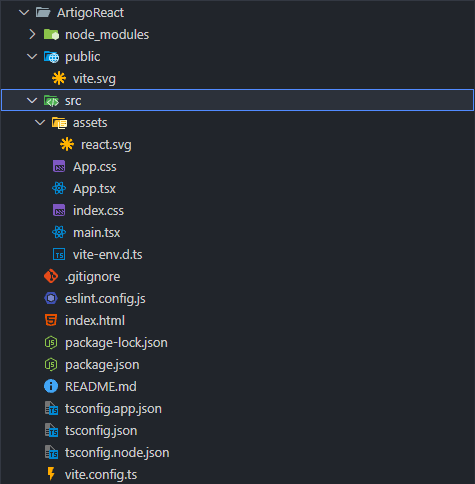 ArtigoReact
node_modules
public
vite.svg
src
assets
react.svg
App.css
App.tsx
index.css
main.tsx
vite-env.d.ts
.gitignore
eslint.config.js
index.html
package-lock.json
package.json
README.md
tsconfig.app.json
tsconfig.json
tsconfig.node.json
vite.config.ts